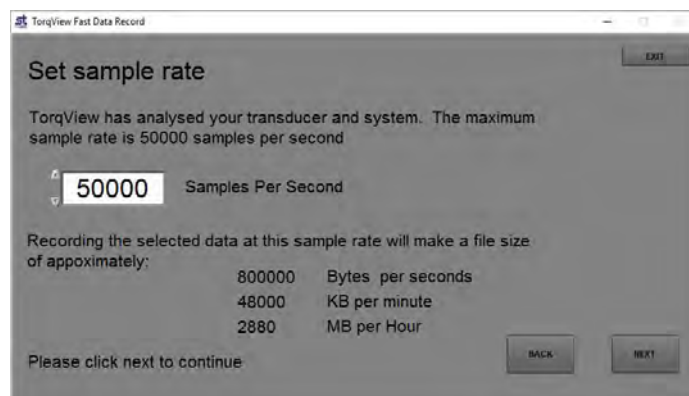 TorqView Fast Data Record
EXIT
Set sample rate
TorqView has analysed your transducer and system. The maximum
sample rate is 50000 samples per second
50000 Samples Per Second
Recording the selected data at this sample rate will make a file size
of appoximately:
800000 Bytes per seconds
48000 KB per minute
2880 MB per Hour
Please click next to continue
BACK NEXT